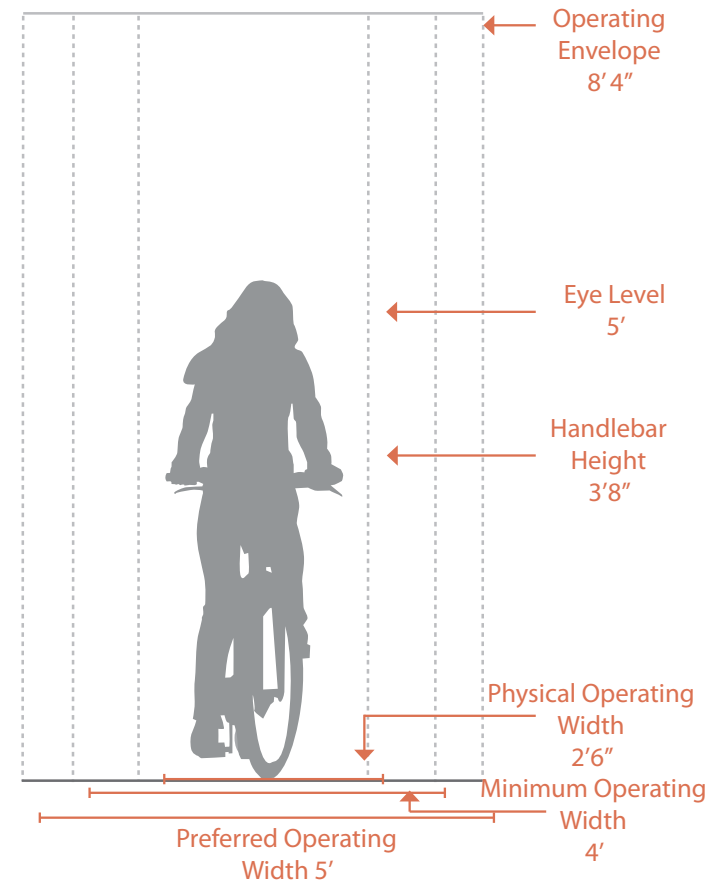 Operating
Envelope
8’ 4”
Eye Level
5’
Handlebar
Height
3’8”
Physical Operating
Width
2’6”
Minimum Operating
Width
4’
Preferred Operating
Width 5’